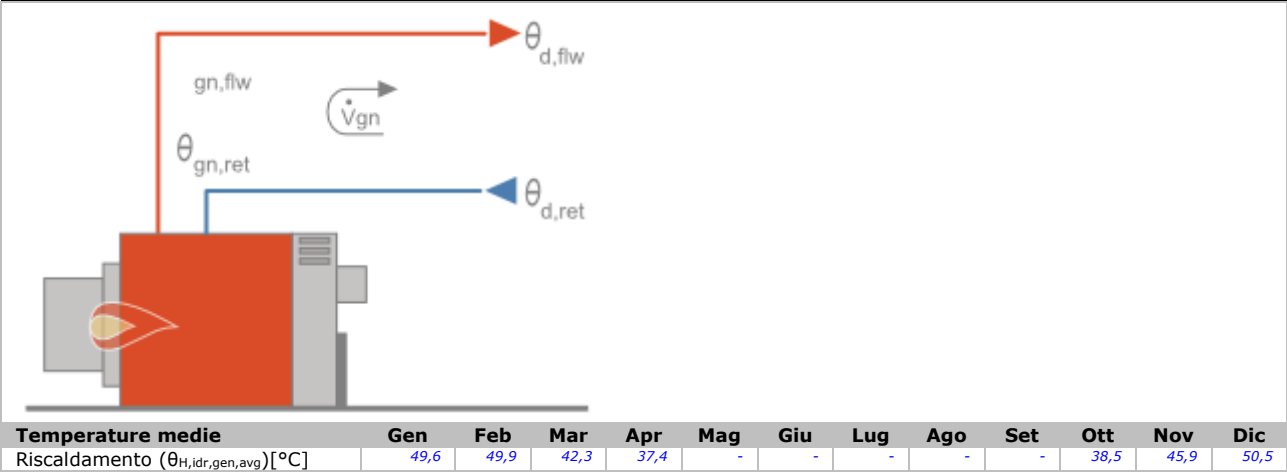 θd,flw
gn,flw
V̇gn
θgn,ret
θd,ret
Temperature medie Gen Feb Mar Apr Mag Giu Lug Ago Set Ott Nov Dic
Riscaldamento (θH,idr,gen,avg)[°C] 49,6 49,9 42,3 37,4 - - - - - 38,5 45,9 50,5